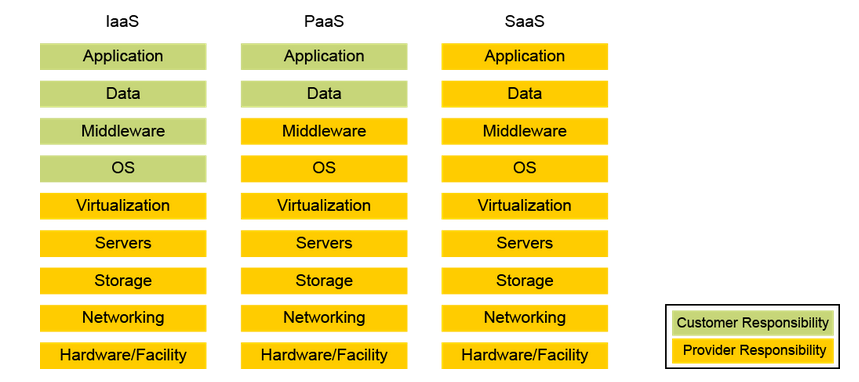 IaaS PaaS SaaS
Application Application Application
Data Data Data
Middleware Middleware Middleware
OS OS OS
Virtualization Virtualization Virtualization
Servers Servers Servers
Storage Storage Storage
Networking Networking Networking
Hardware/Facility Hardware/Facility Hardware/Facility
Customer Responsibility
Provider Responsibility